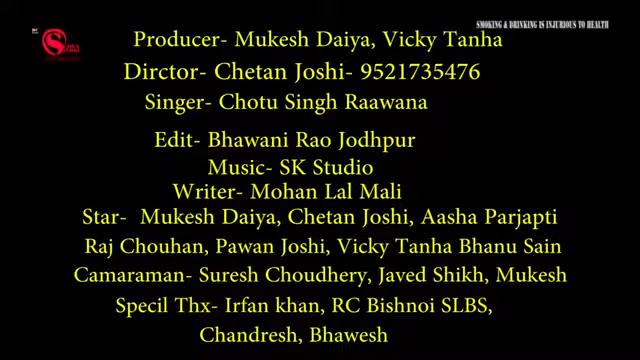 SMOKING & DRINKING IS INJURIOUS TO HEALTH
Producer- Mukesh Daiya, Vicky Tanha
Dirctor- Chetan Joshi- 9521735476
Singer- Chotu Singh Raawana
Edit- Bhawani Rao Jodhpur
Music- SK Studio
Writer- Mohan Lal Mali
Star- Mukesh Daiya, Chetan Joshi, Aasha Parjapti
Raj Chouhan, Pawan Joshi, Vicky Tanha Bhanu Sain
Camaraman- Suresh Choudhery, Javed Shikh, Mukesh
Specil Thx- Irfan khan, RC Bishnoi SLBS,
Chandresh, Bhawesh